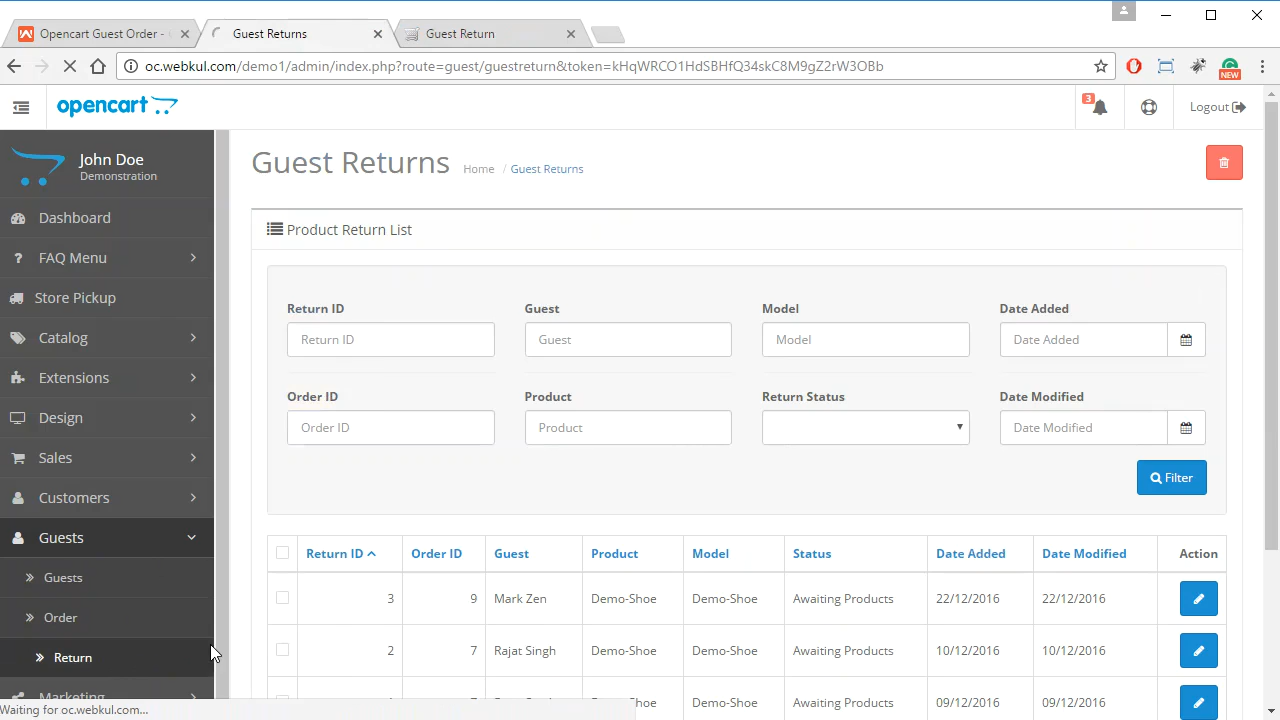 Opencart Guest Order -
Guest Returns
Guest Return
oc.webkul.com/demo1/admin/index.php?route=guest/guestreturn&token=kHqWRCO1HdSBHfQ34skC8M9gZ2rW3OBb
NEW
opencart
3
Logout
John Doe
Demonstration
Dashboard
FAQ Menu
Store Pickup
Catalog
Extensions
Design
Sales
Customers
Guests
Guests
Order
Return
Marketing
Waiting for oc.webkul.com...
Guest Returns Home / Guest Returns
Product Return List
Return ID Guest Model Date Added
Return ID Guest Model Date Added
Order ID Product Return Status Date Modified
Order ID Product Date Modified
Filter
Return ID Order ID Guest Product Model Status Date Added Date Modified Action
3 9 Mark Zen Demo-Shoe Demo-Shoe Awaiting Products 22/12/2016 22/12/2016
2 7 Rajat Singh Demo-Shoe Demo-Shoe Awaiting Products 10/12/2016 10/12/2016
Demo-Shoe Awaiting Products 09/12/2016 09/12/2016